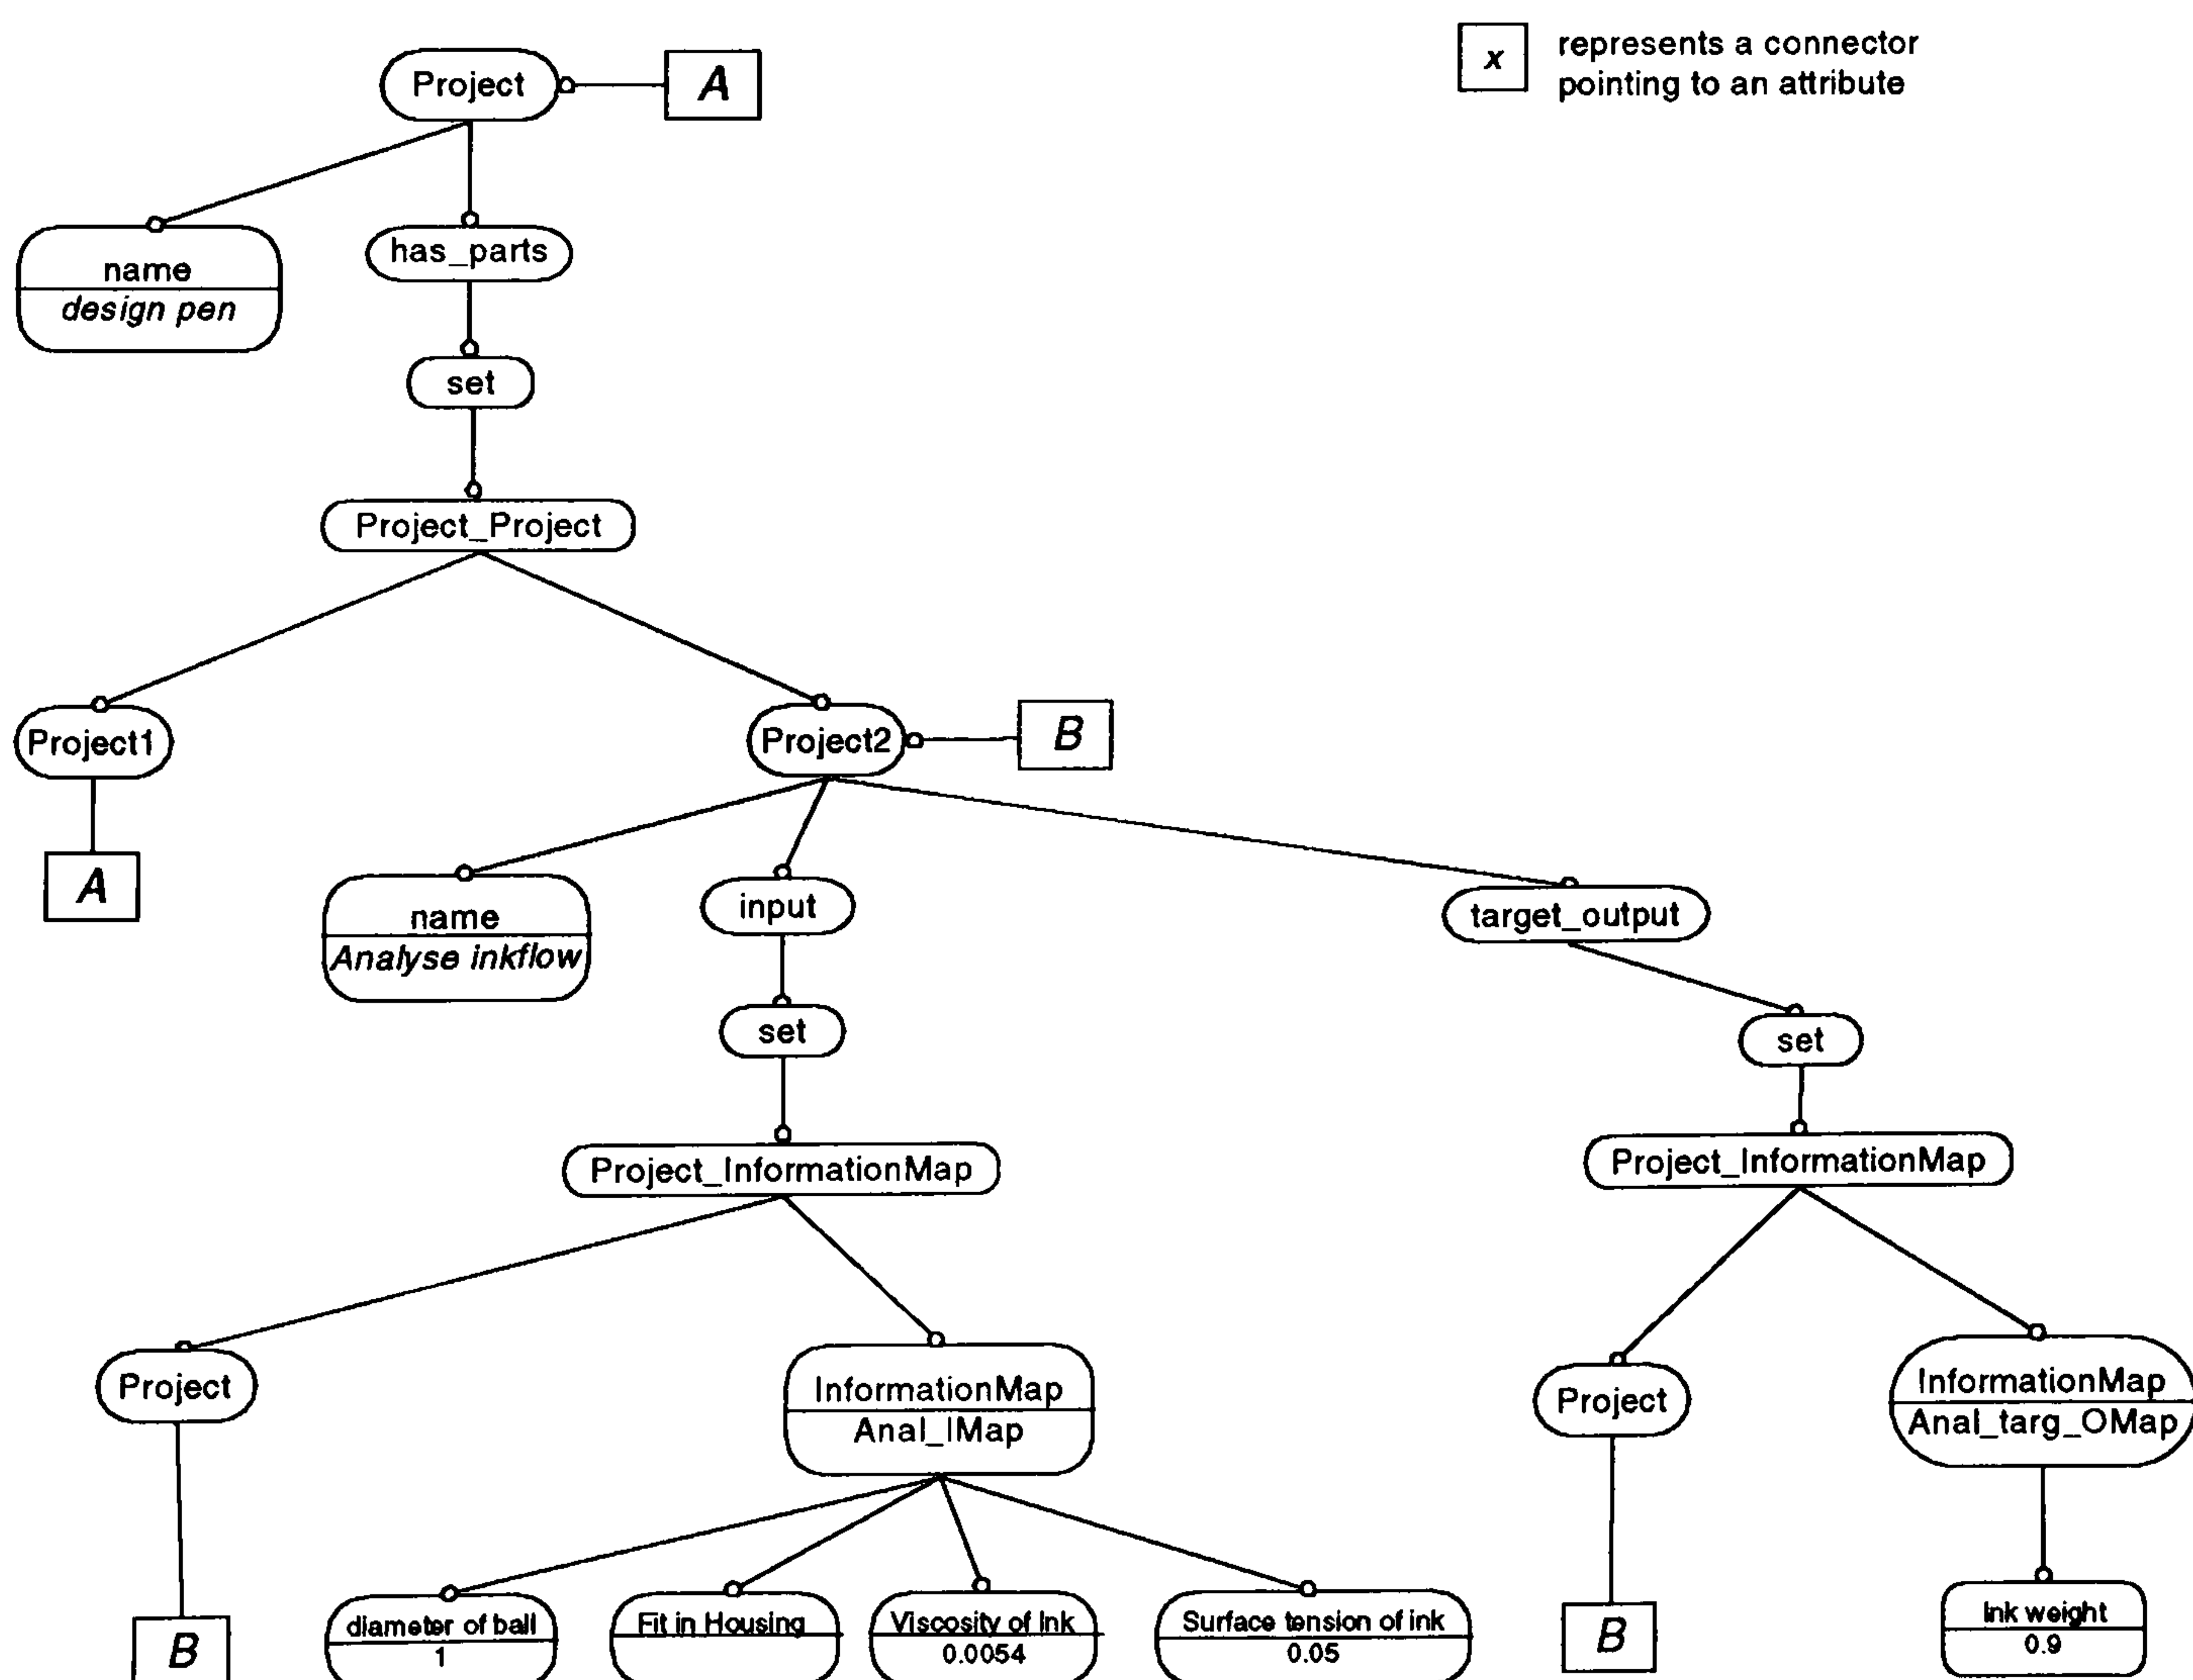 x
represents a connector
pointing to an attribute
Project
A
name
design pen
has_parts
set
Project_Project
Project1
A
Project2
B
name
Analyse inkflow
input
target_output
set
set
Project_InformationMap
Project_InformationMap
Project
InformationMap
Anal_IMap
Project
InformationMap
Anal_targ_OMap
B
diameter of ball
1
Fit in Housing
Viscosity of Ink
0.0054
Surface tension of ink
0.05
B
Ink weight
0.9